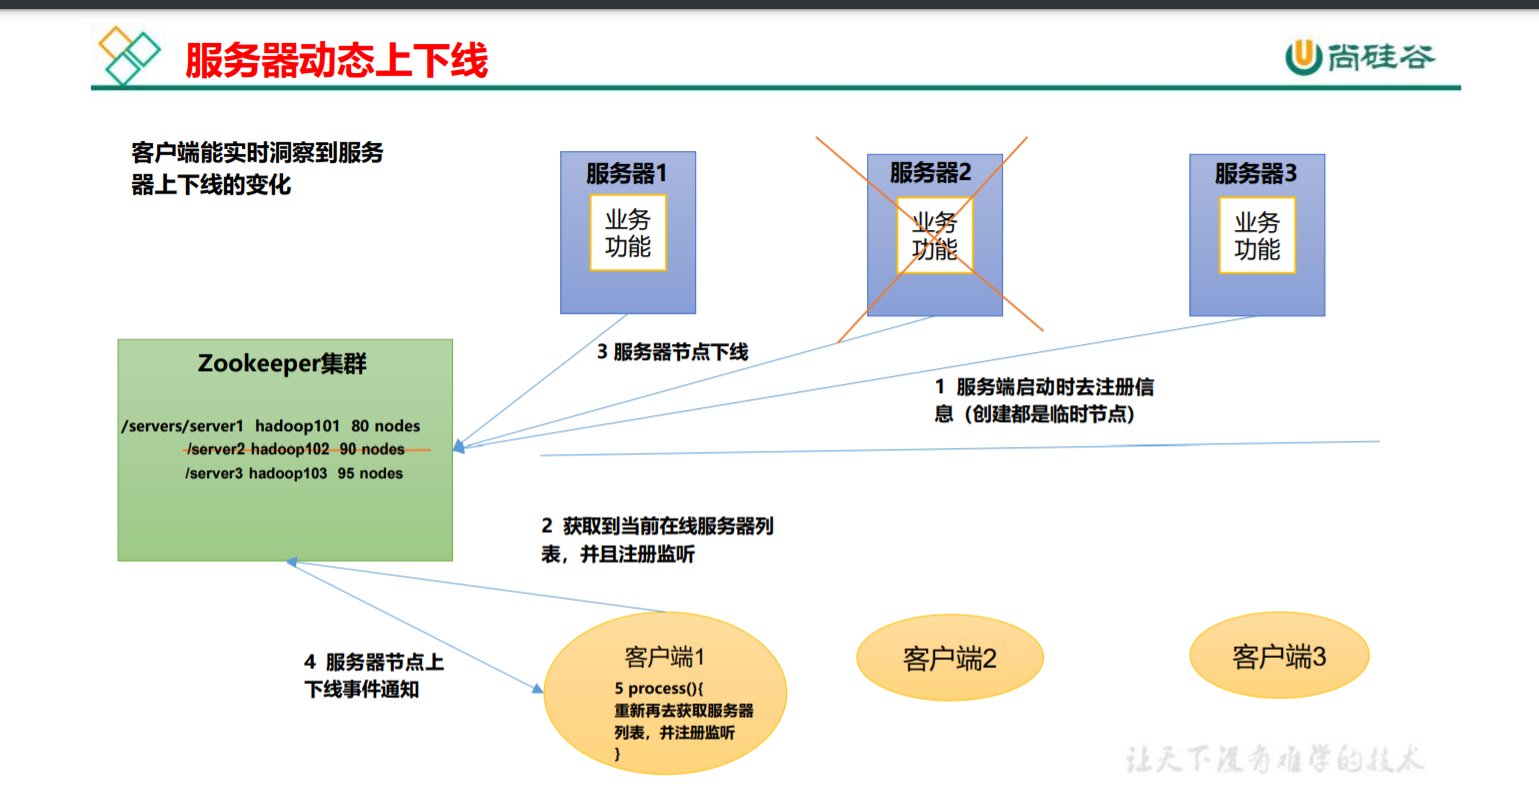 服务器动态上下线
尚硅谷
客户端能实时洞察到服务
器上下线的变化
服务器1
业务
功能
服务器2
业务
功能
服务器3
业务
功能
3 服务器节点下线
1 服务端启动时去注册信
息（创建都是临时节点）
Zookeeper集群
/servers/server1 hadoop101 80 nodes
/server2 hadoop102 90 nodes
/server3 hadoop103 95 nodes
2 获取到当前在线服务器列
表，并且注册监听
4 服务器节点上
下线事件通知
客户端1
5 process(){
重新再去获取服务器
列表，并注册监听
}
客户端2
客户端3
让天下没有难学的技术